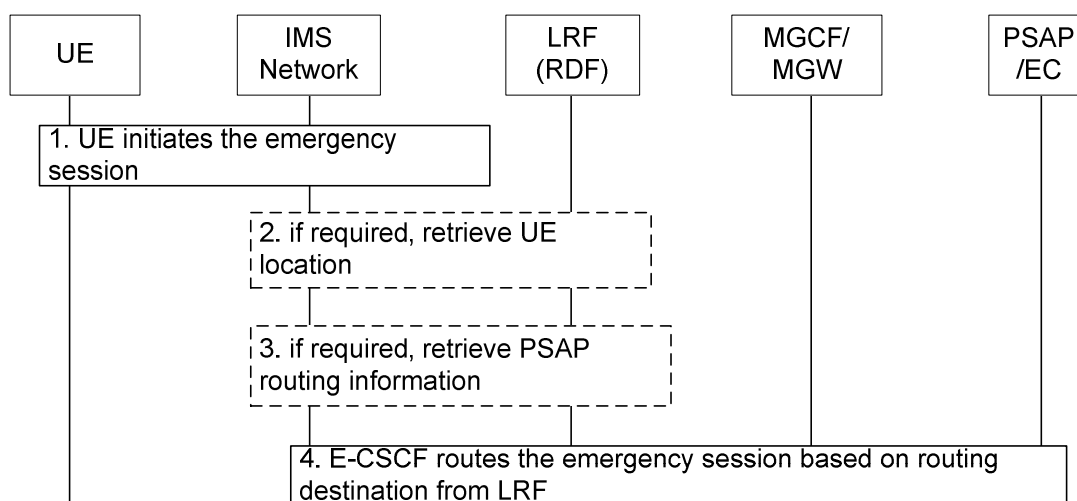 UE
IMS
Network
LRF
(RDF)
MGCF/
MGW
PSAP
/EC
1. UE initiates the emergency
session
2. if required, retrieve UE
location
3. if required, retrieve PSAP
routing information
4. E-CSCF routes the emergency session based on routing
destination from LRF